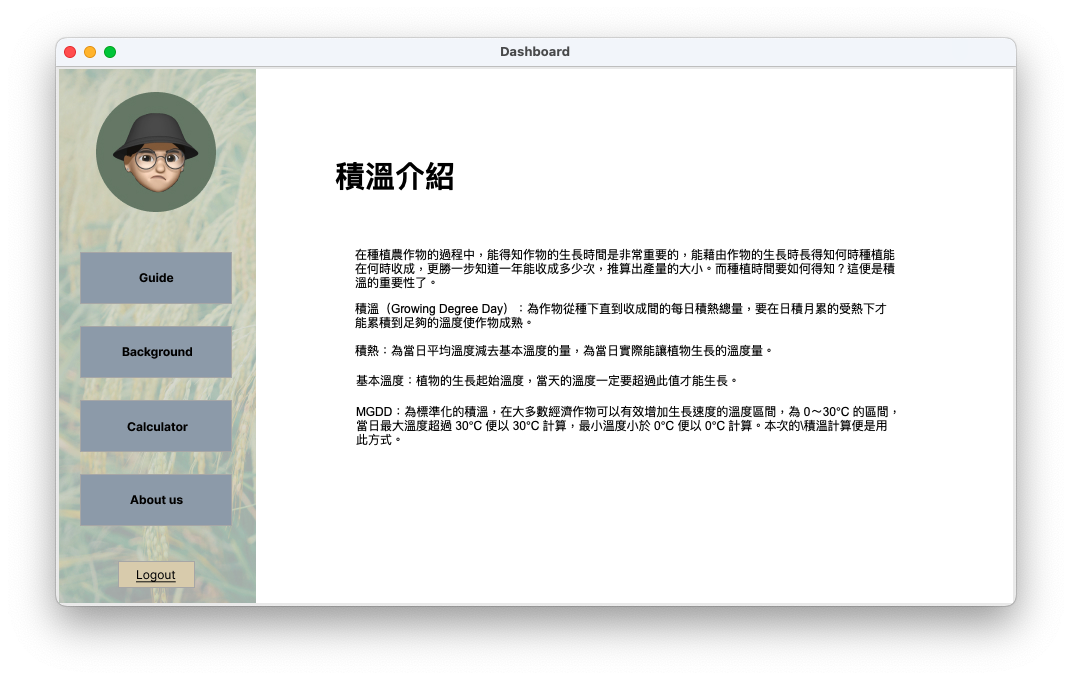 Dashboard
Guide
Background
Calculator
About us
Logout
積溫介紹
在種植農作物的過程中，能得知作物的生長時間是非常重要的，能藉由作物的生長時長得知何時種植能
在何時收成，更勝一步知道一年能收成多少次，推算出產量的大小。而種植時間要如何得知？這便是積
溫的重要性了。
積溫（Growing Degree Day）：為作物從種下直到收成間的每日積熱總量，要在日積月累的受熱下才
能累積到足夠的溫度使作物成熟。
積熱：為當日平均溫度減去基本溫度的量，為當日實際能讓植物生長的溫度量。
基本溫度：植物的生長起始溫度，當天的溫度一定要超過此值才能生長。
MGDD：為標準化的積溫，在大多數經濟作物可以有效增加生長速度的溫度區間，為 0～30°C 的區間，
當日最大溫度超過 30°C 便以 30°C 計算，最小溫度小於 0°C 便以 0°C 計算。本次的\積溫計算便是用
此方式。